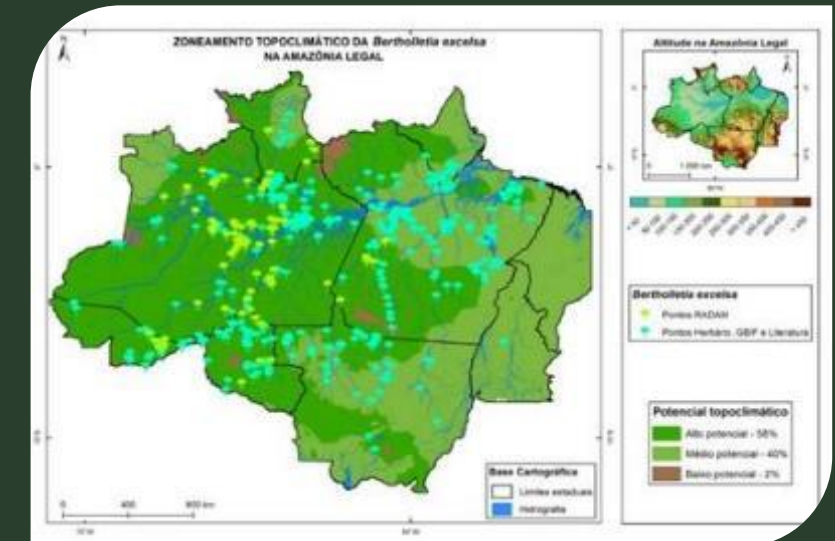 ZONEAMENTO TOPOCLIMÁTICO DA Bertholletia excelsa
NA AMAZÔNIA LEGAL
N
0°
0 400 800 km
Base Cartográfica
Limites estaduais
Hidrografia
Altitude na Amazônia Legal
Bertholletia excelsa
Pontos RADAM
Pontos Herbário, GBIF e Literatura
Potencial topoclimático
Alto potencial - 58%
Médio potencial - 40%
Baixo potencial - 2%